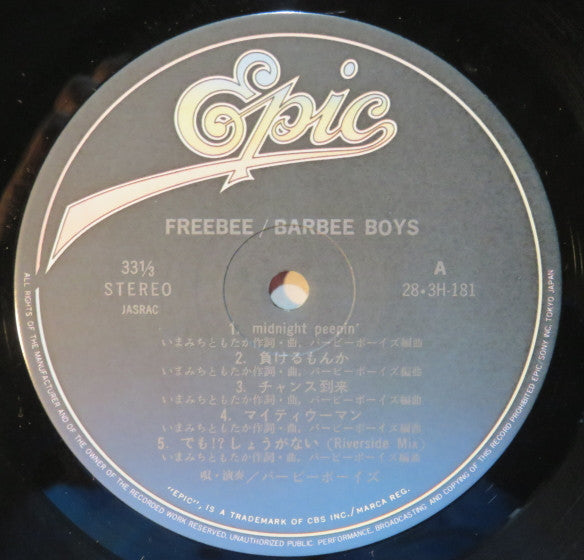 Epic
FREEBEE / BARBEE BOYS
33⅓
STEREO
JASRAC
A
28・3H-181
1. midnight peepin'
いまみちともたか作詞・曲，バービーボーイズ編曲
2. 負けるもんか
いまみちともたか作詞・曲，バービーボーイズ編曲
3. チャンス到来
いまみちともたか作詞・曲，バービーボーイズ編曲
4. マイティウーマン
いまみちともたか作詞・曲，バービーボーイズ編曲
5. でも!?しょうがない (Riverside Mix)
いまみちともたか作詞・曲，バービーボーイズ編曲
唄・演奏／バービーボーイズ
"EPIC", IS A TRADEMARK OF CBS INC./MARCA REG.
ALL RIGHTS OF THE MANUFACTURER AND OF THE OWNER OF THE RECORDED WORK RESERVED. UNAUTHORIZED PUBLIC PERFORMANCE, BROADCASTING AND COPYING OF THIS RECORD PROHIBITED EPIC/SONY INC. TOKYO JAPAN